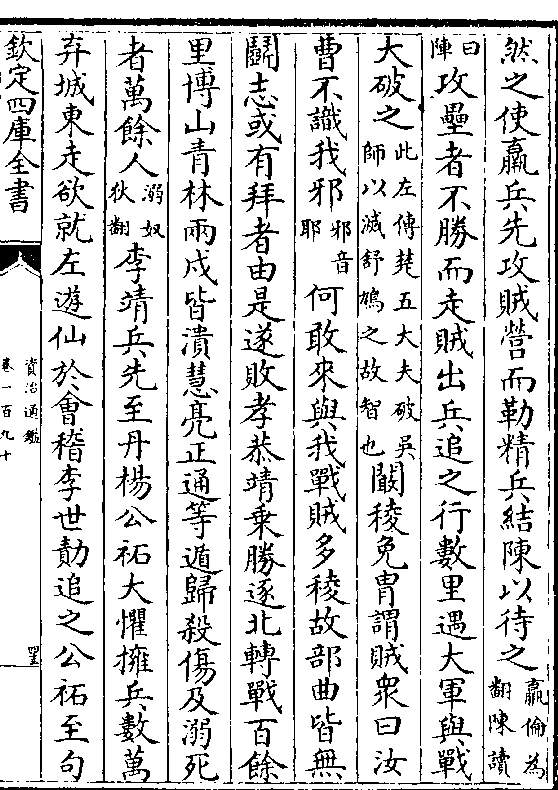 然之使羸兵先攻賊營而勒精兵結陳以待之羸倫為翻陳讀
曰陣攻壘者不勝而走賊出兵追之行數里遇大軍與戰
大破之此左傳楚五大夫破吳師以滅舒鳩之故智也闞稜免胄謂賊衆曰汝
曹不識我邪邪音耶何敢來與我戰賊多稜故部曲皆無
鬬志或有拜者由是遂敗孝恭靖乗勝逐北轉戰百餘
里博山青林兩戍皆潰慧亮正通等遁歸殺傷及溺死
者萬餘人溺奴狄翻李靖兵先至丹楊公祏大懼擁兵數萬
弃城東走欲就左遊仙於會稽李世勣追之公祏至句
欽定四庫全書
資治通鑑
卷一百九十